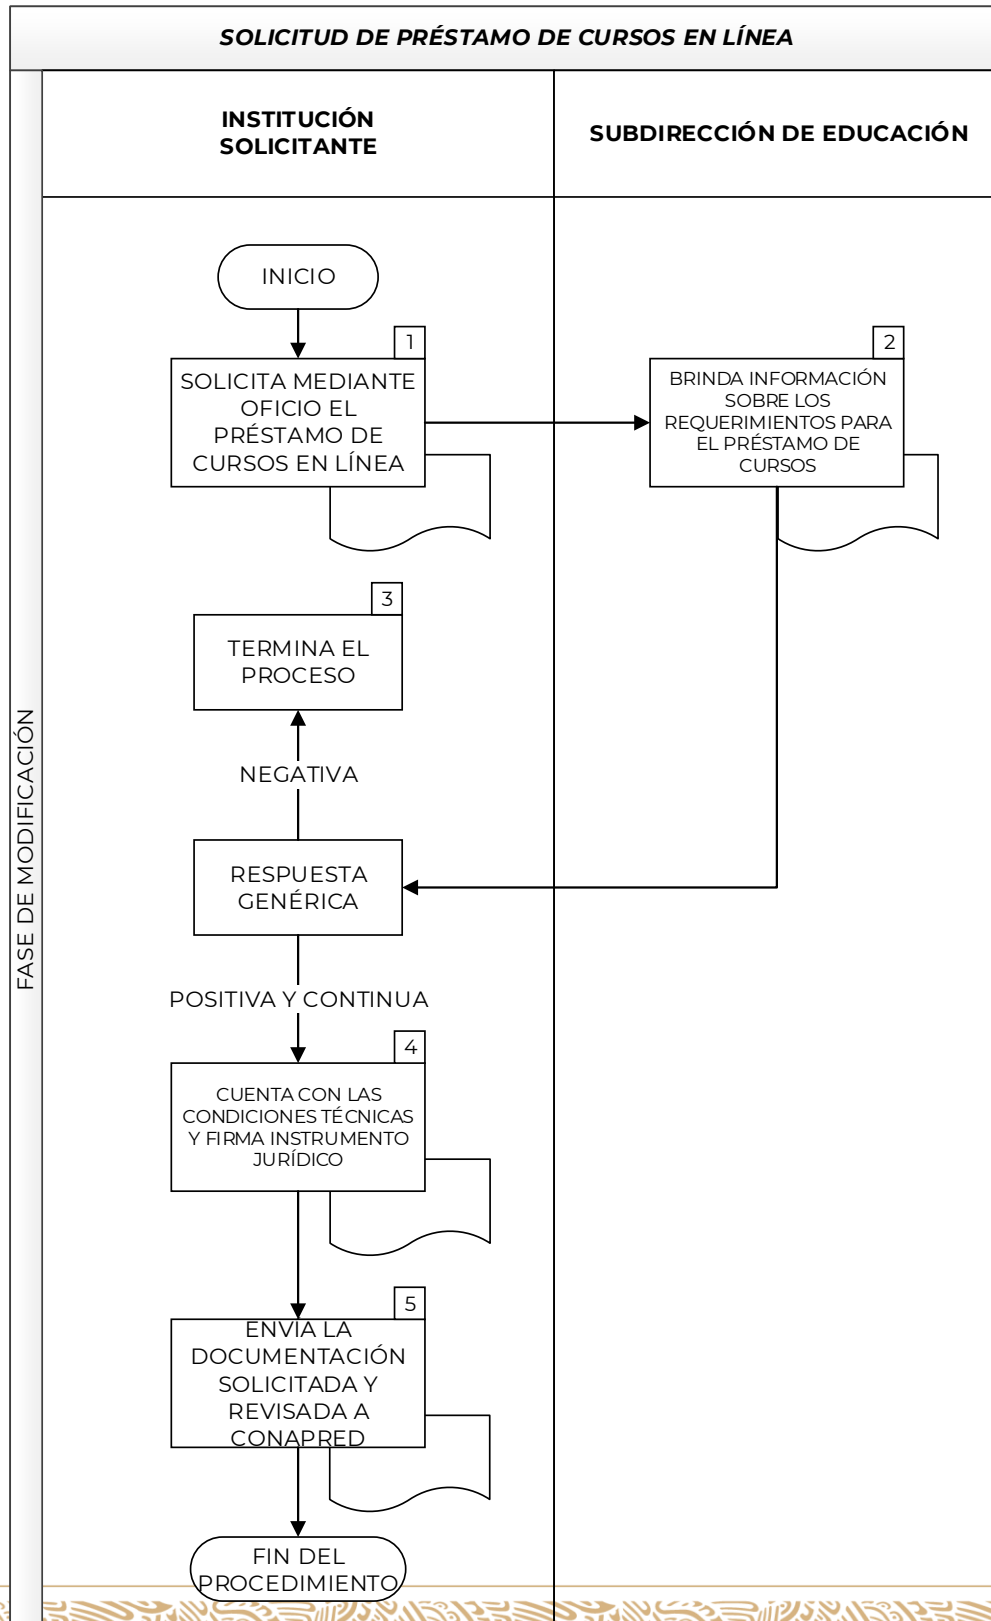 SOLICITUD DE PRÉSTAMO DE CURSOS EN LÍNEA
INSTITUCIÓN
SOLICITANTE
SUBDIRECCIÓN DE EDUCACIÓN
FASE DE MODIFICACIÓN
INICIO
1
SOLICITA MEDIANTE
OFICIO EL
PRÉSTAMO DE
CURSOS EN LÍNEA
2
BRINDA INFORMACIÓN
SOBRE LOS
REQUERIMIENTOS PARA
EL PRÉSTAMO DE
CURSOS
3
TERMINA EL
PROCESO
NEGATIVA
RESPUESTA
GENÉRICA
POSITIVA Y CONTINUA
4
CUENTA CON LAS
CONDICIONES TÉCNICAS
Y FIRMA INSTRUMENTO
JURÍDICO
5
ENVIA LA
DOCUMENTACIÓN
SOLICITADA Y
REVISADA A
CONAPRED
FIN DEL
PROCEDIMIENTO